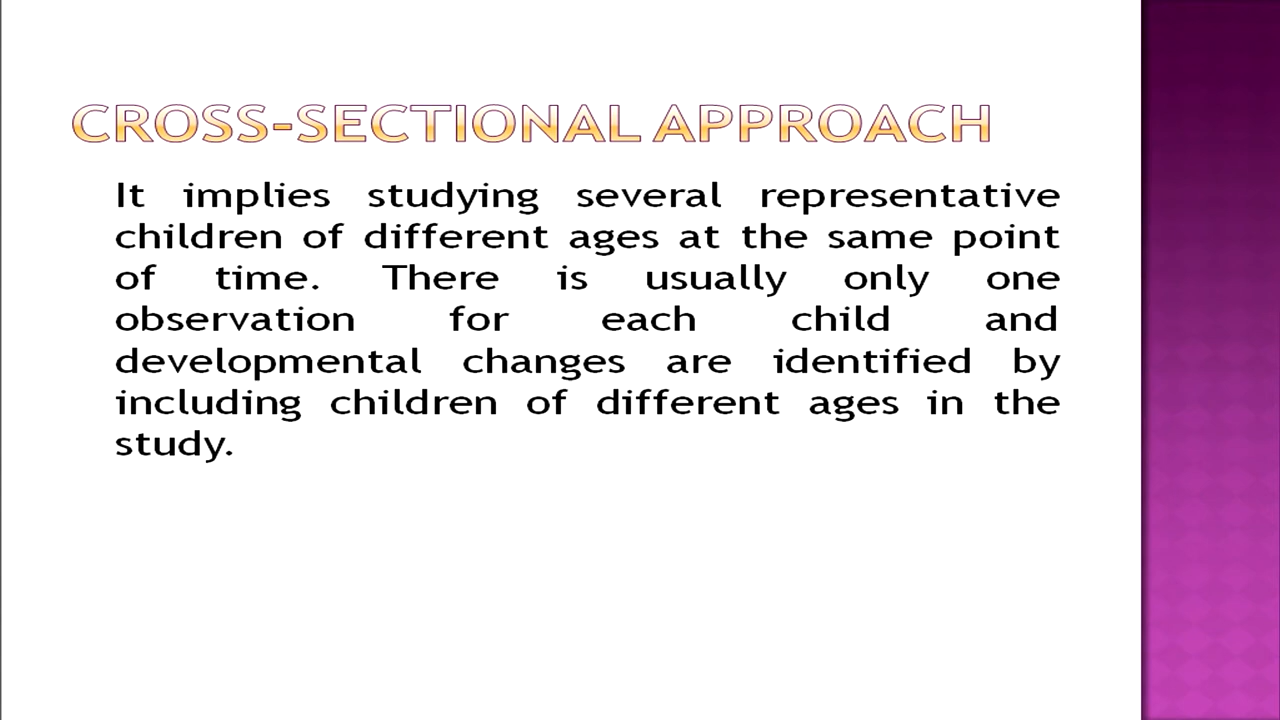 CROSS-SECTIONAL APPROACH
It implies studying several representative
children of different ages at the same point
of time. There is usually only one
observation for each child and
developmental changes are identified by
including children of different ages in the
study.